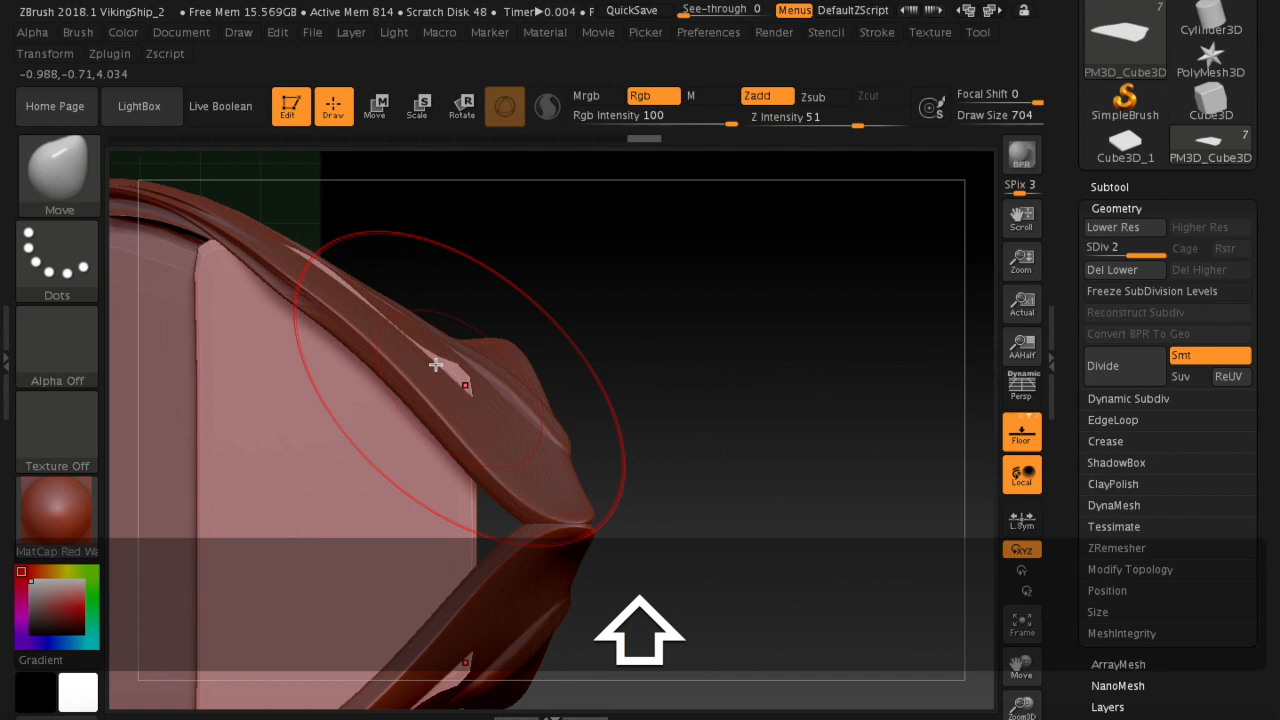 ZBrush 2018.1 VikingShip_2 • Free Mem 15.569GB • Active Mem 814 • Scratch Disk 48 • Timer▶0.004 • F QuickSave See-through 0 Menus DefaultZScript
Alpha Brush Color Document Draw Edit File Layer Light Macro Marker Material Movie Picker Preferences Render Stencil Stroke Texture Tool
Transform Zplugin Zscript
-0.988,-0.71,4.034
Home Page LightBox Live Boolean Edit Draw Move Scale Rotate
Mrgb Rgb M Zadd Zsub Zcut Focal Shift 0
Rgb Intensity 100 Z Intensity 51 Draw Size 704
Move
Dots
Alpha Off
Texture Off
MatCap Red Wa
Gradient
BPR
SPix 3
Scroll
Zoom
Actual
AAHalf
Dynamic
Persp
Floor
Local
L.Sym
XYZ
Frame
Move
Zoom3D
7
PM3D_Cube3D
Cylinder3D
PolyMesh3D
SimpleBrush
Cube3D
7
Cube3D_1 PM3D_Cube3D
Subtool
Geometry
Lower Res Higher Res
SDiv 2 Cage Rstr
Del Lower Del Higher
Freeze SubDivision Levels
Reconstruct Subdiv
Convert BPR To Geo
Divide Smt
Suv ReUV
Dynamic Subdiv
EdgeLoop
Crease
ShadowBox
ClayPolish
DynaMesh
Tessimate
ZRemesher
Modify Topology
Position
Size
MeshIntegrity
ArrayMesh
NanoMesh
Layers